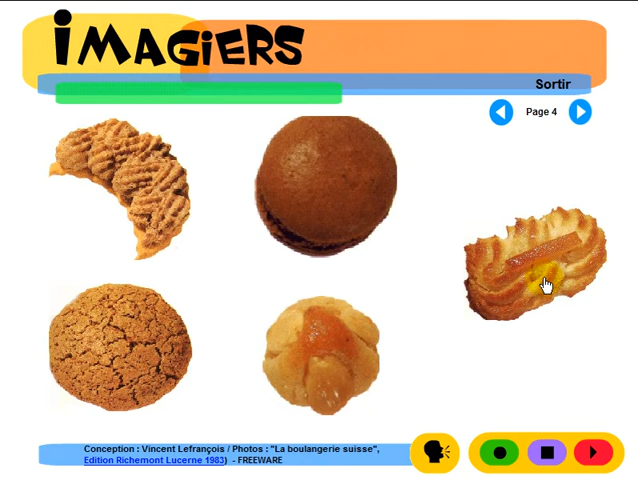 iMAGiERS
Sortir
Page 4
Conception : Vincent Lefrançois / Photos : "La boulangerie suisse",
Edition Richemont Lucerne 1983) - FREEWARE